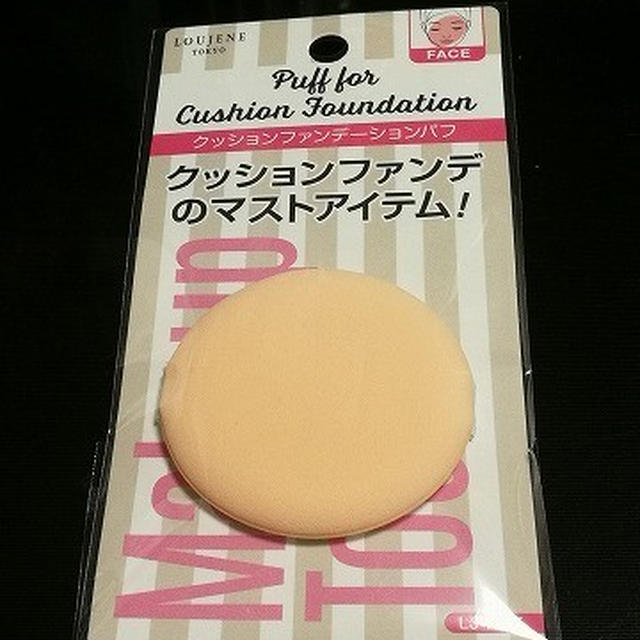 LOUJENE
TOKYO
FACE
Puff for
Cushion Foundation
クッションファンデーションパフ
クッションファンデ
のマストアイテム!